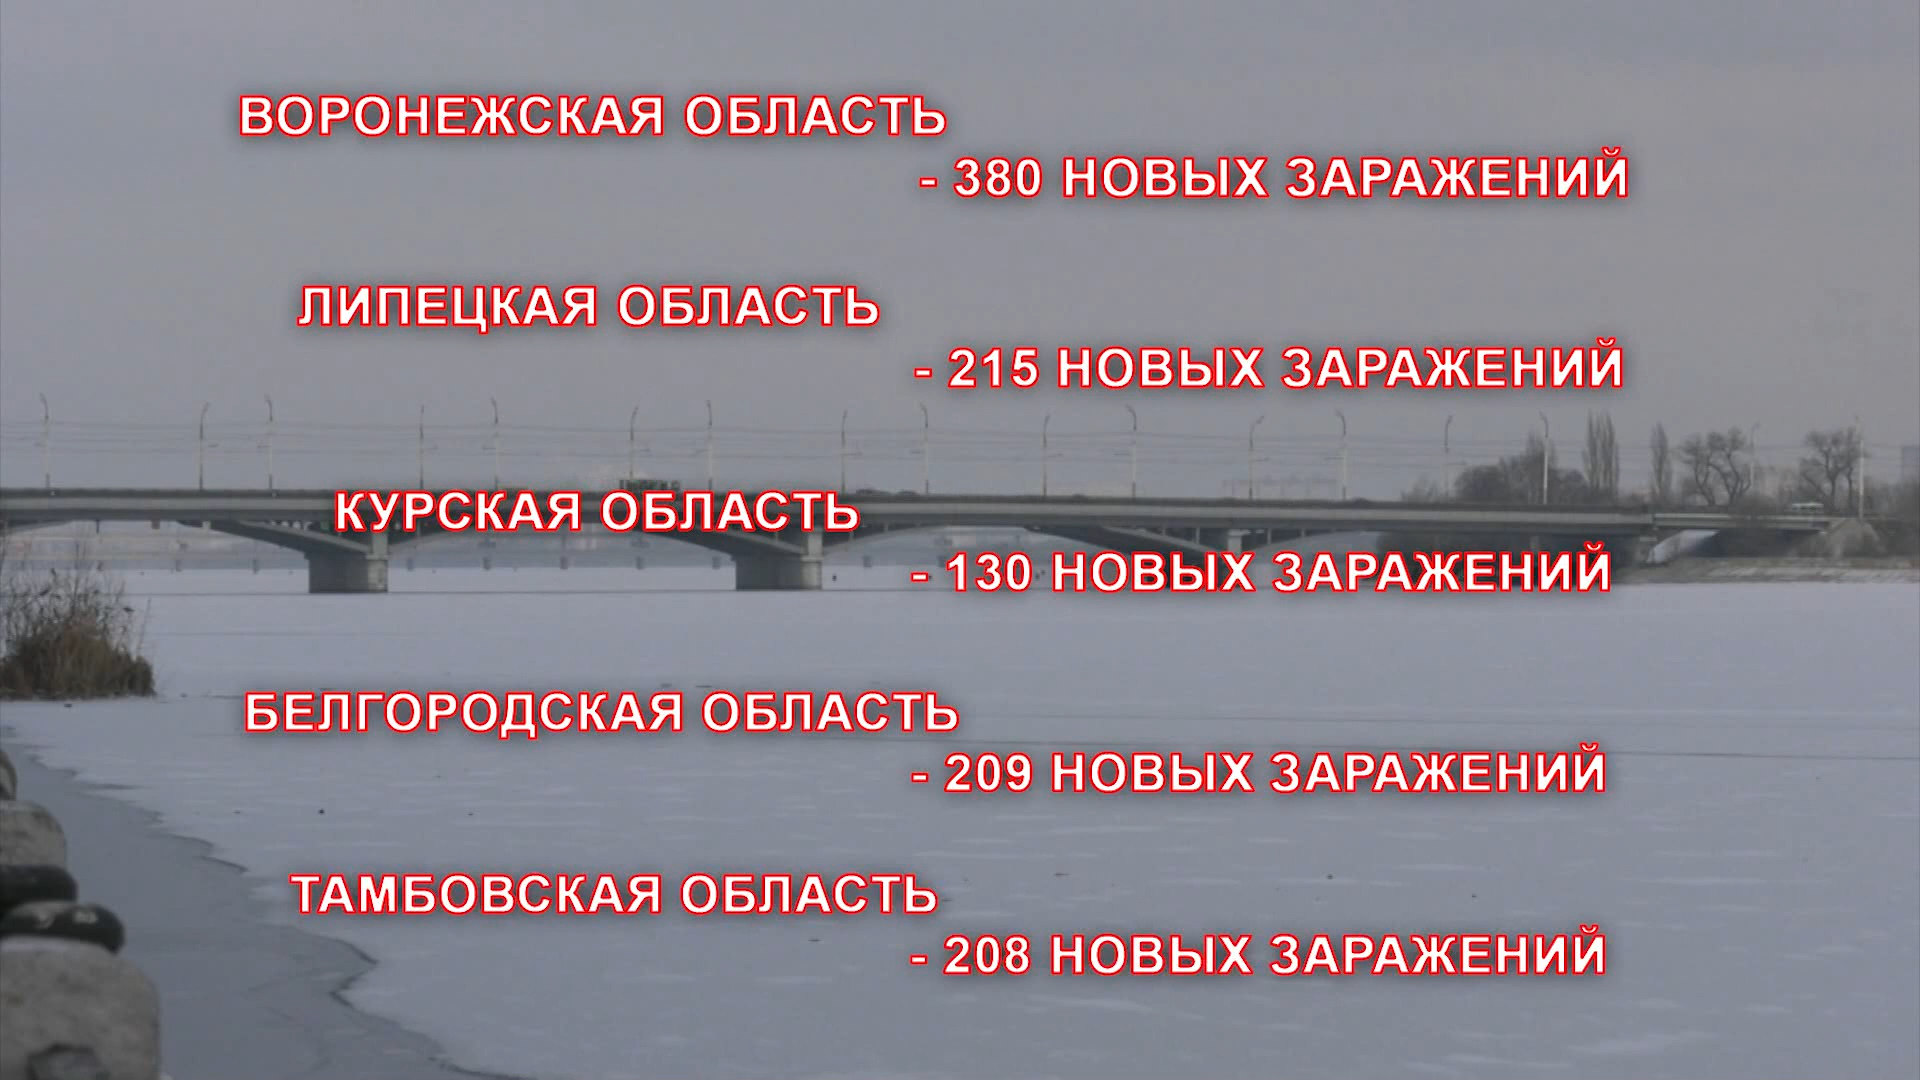 ВОРОНЕЖСКАЯ ОБЛАСТЬ
- 380 НОВЫХ ЗАРАЖЕНИЙ
ЛИПЕЦКАЯ ОБЛАСТЬ
- 215 НОВЫХ ЗАРАЖЕНИЙ
КУРСКАЯ ОБЛАСТЬ
- 130 НОВЫХ ЗАРАЖЕНИЙ
БЕЛГОРОДСКАЯ ОБЛАСТЬ
- 209 НОВЫХ ЗАРАЖЕНИЙ
ТАМБОВСКАЯ ОБЛАСТЬ
- 208 НОВЫХ ЗАРАЖЕНИЙ